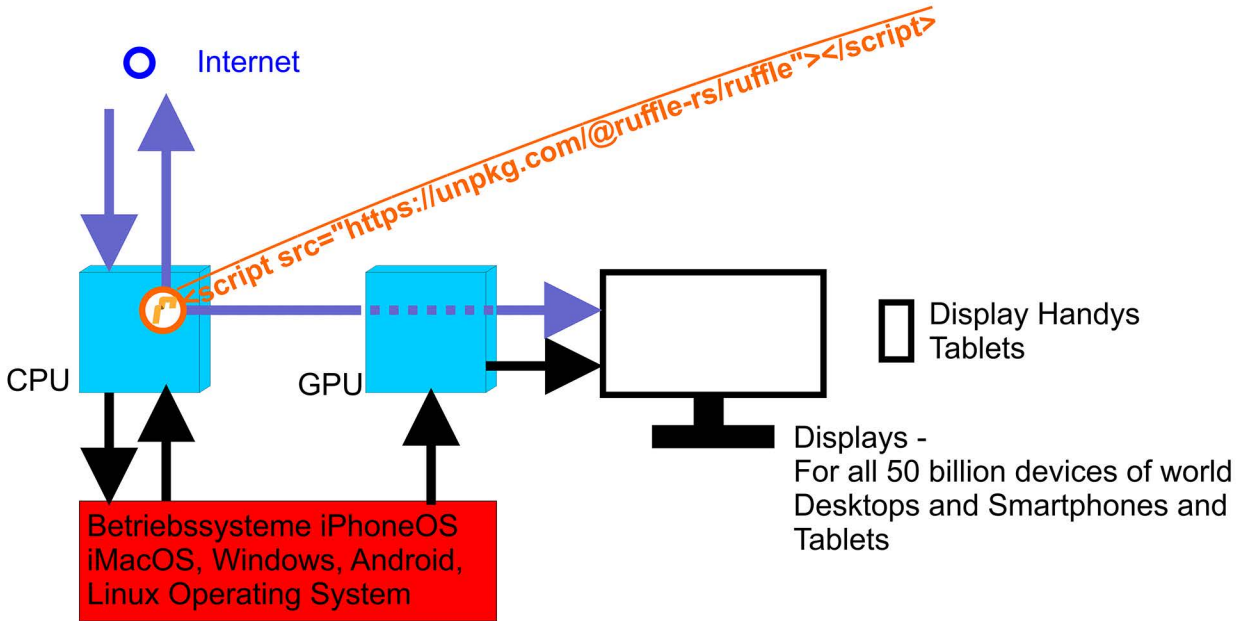 Internet
<script src="https://unpkg.com/@ruffle-rs/ruffle"></script>
CPU
GPU
Display Handys
Tablets
Displays -
For all 50 billion devices of world
Desktops and Smartphones and
Tablets
Betriebssysteme iPhoneOS
iMacOS, Windows, Android,
Linux Operating System